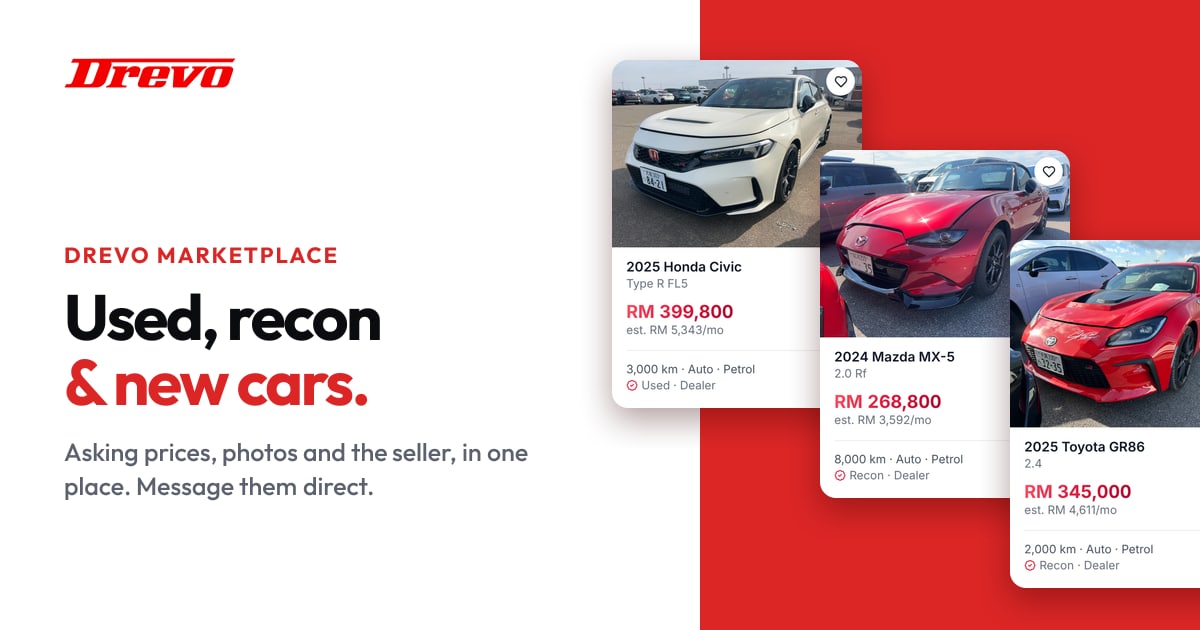 Drevo
DREVO MARKETPLACE
Used, recon
& new cars.
Asking prices, photos and the seller, in one
place. Message them direct.
2025 Honda Civic
Type R FL5
RM 399,800
est. RM 5,343/mo
3,000 km · Auto · Petrol
Used · Dealer
2024 Mazda MX-5
2.0 Rf
RM 268,800
est. RM 3,592/mo
8,000 km · Auto · Petrol
Recon · Dealer
2025 Toyota GR86
2.4
RM 345,000
est. RM 4,611/mo
2,000 km · Auto · Petrol
Recon · Dealer